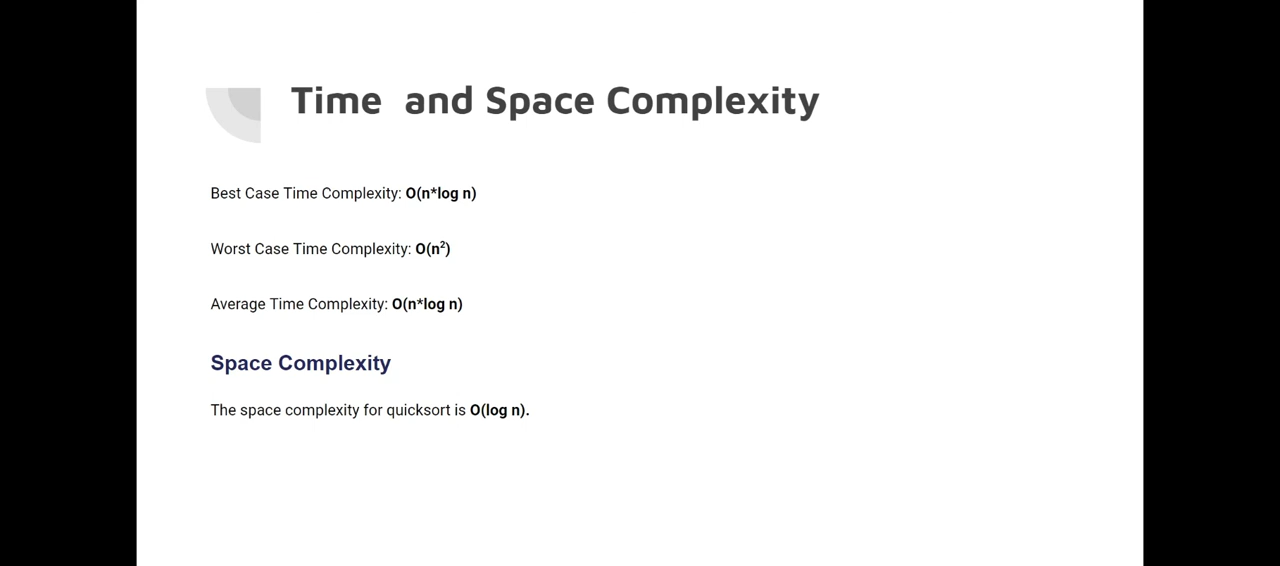 Time and Space Complexity
Best Case Time Complexity: O(n*log n)
Worst Case Time Complexity: O(n²)
Average Time Complexity: O(n*log n)
Space Complexity
The space complexity for quicksort is O(log n).